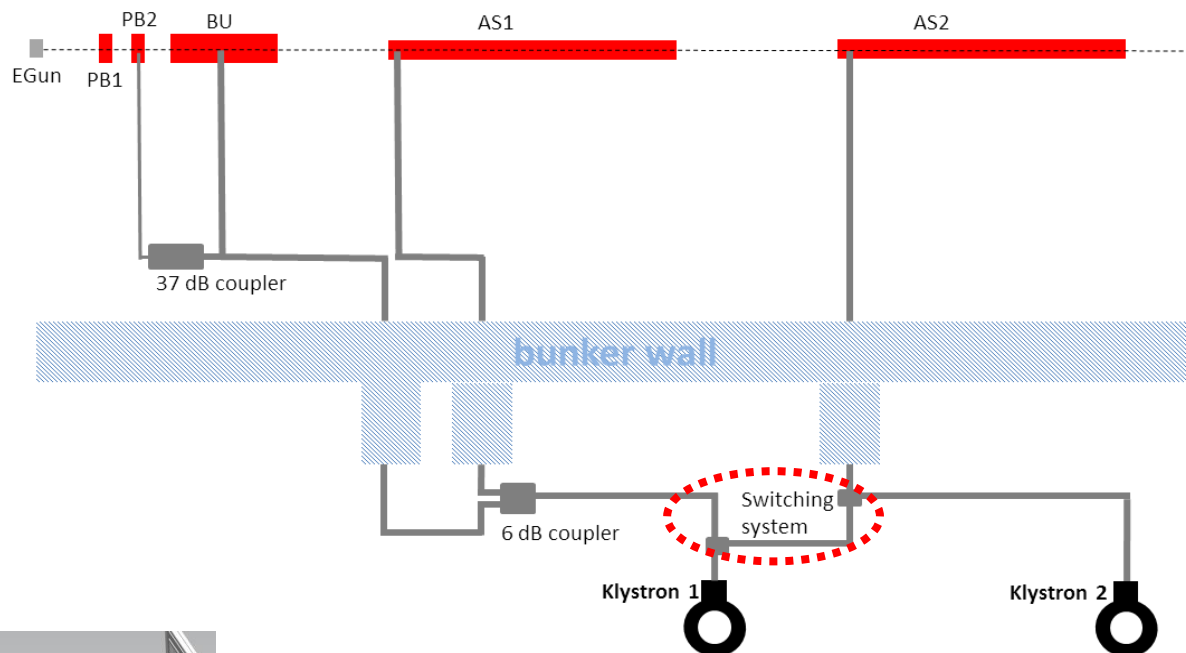 PB2
BU
AS1
AS2
EGun
PB1
37 dB coupler
bunker wall
Switching
system
6 dB coupler
Klystron 1
Klystron 2